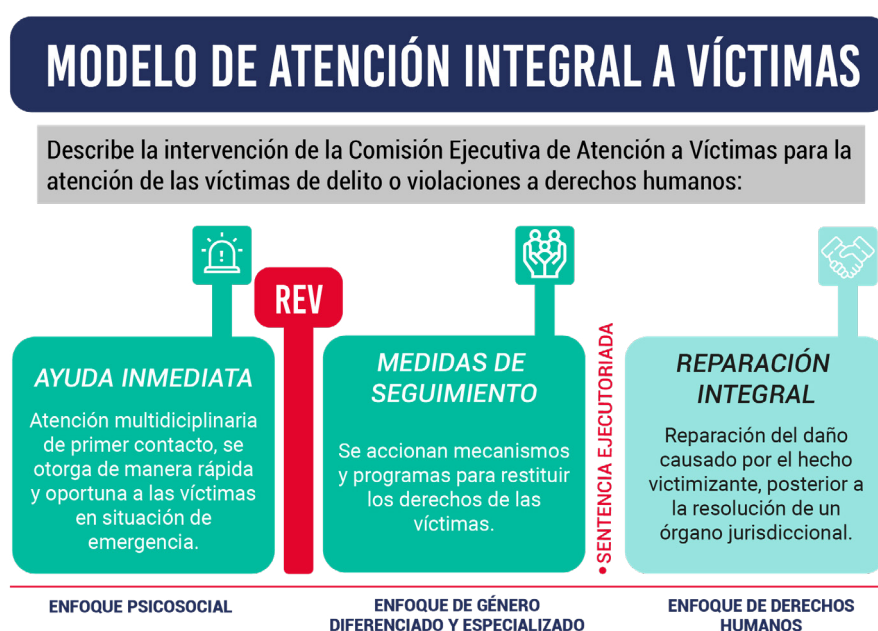 MODELO DE ATENCIÓN INTEGRAL A VÍCTIMAS
Describe la intervención de la Comisión Ejecutiva de Atención a Víctimas para la
atención de las víctimas de delito o violaciones a derechos humanos:
AYUDA INMEDIATA
Atención multidiciplinaria
de primer contacto, se
otorga de manera rápida
y oportuna a las víctimas
en situación de
emergencia.
REV
MEDIDAS DE
SEGUIMIENTO
Se accionan mecanismos
y programas para restituir
los derechos de las
víctimas.
• SENTENCIA EJECUTORIADA
REPARACIÓN
INTEGRAL
Reparación del daño
causado por el hecho
victimizante, posterior a
la resolución de un
órgano jurisdiccional.
ENFOQUE PSICOSOCIAL
ENFOQUE DE GÉNERO
DIFERENCIADO Y ESPECIALIZADO
ENFOQUE DE DERECHOS
HUMANOS